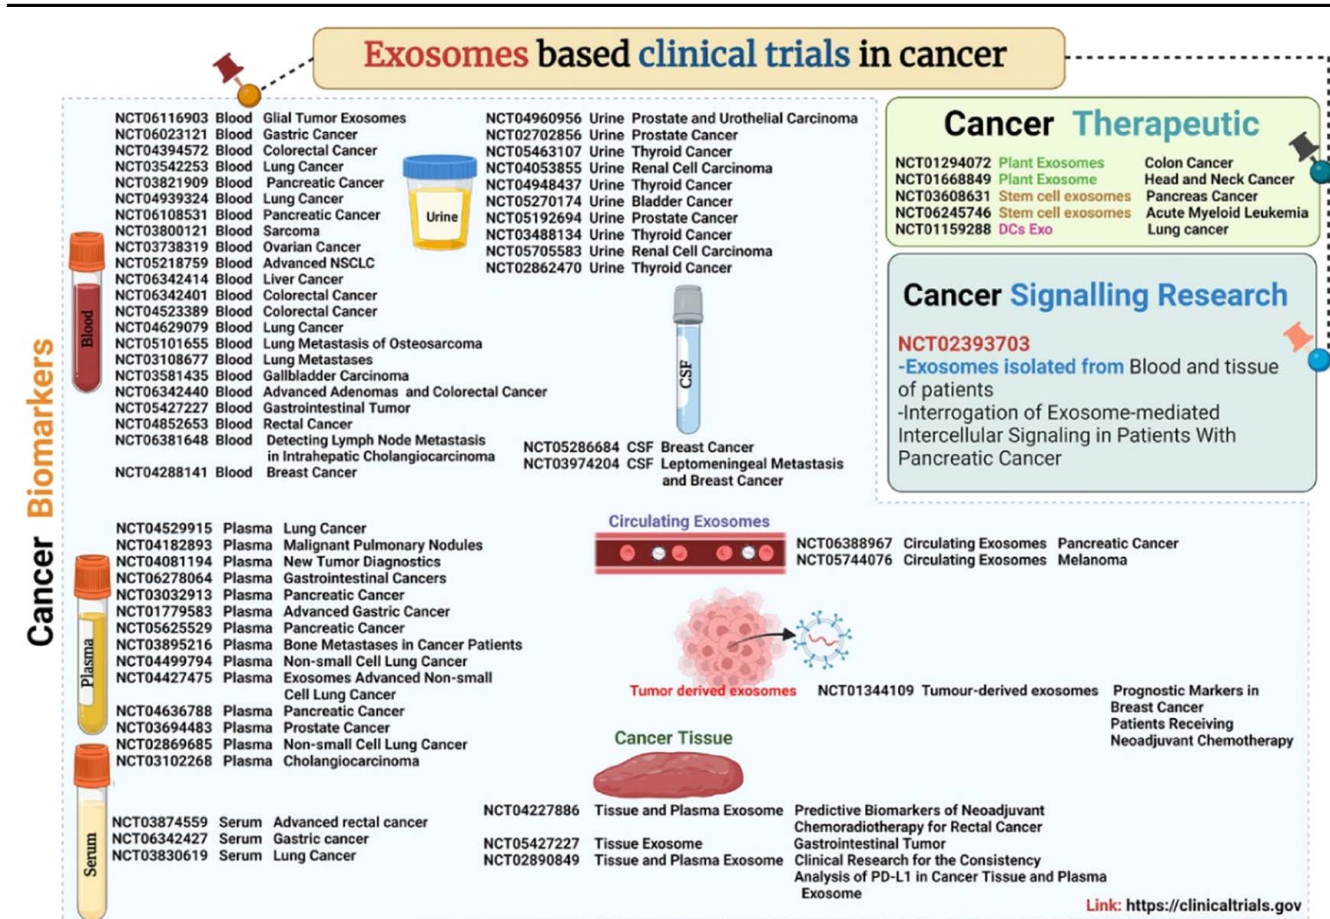 Exosomes based clinical trials in cancer
Cancer Biomarkers
Blood
NCT06116903 Blood Glial Tumor Exosomes
NCT06023121 Blood Gastric Cancer
NCT04394572 Blood Colorectal Cancer
NCT03542253 Blood Lung Cancer
NCT03821909 Blood Pancreatic Cancer
NCT04939324 Blood Lung Cancer
NCT06108531 Blood Pancreatic Cancer
NCT03800121 Blood Sarcoma
NCT03738319 Blood Ovarian Cancer
NCT05218759 Blood Advanced NSCLC
NCT06342414 Blood Liver Cancer
NCT06342401 Blood Colorectal Cancer
NCT04523389 Blood Colorectal Cancer
NCT04629079 Blood Lung Cancer
NCT05101655 Blood Lung Metastasis of Osteosarcoma
NCT03108677 Blood Lung Metastases
NCT03581435 Blood Gallbladder Carcinoma
NCT06342440 Blood Advanced Adenomas and Colorectal Cancer
NCT05427227 Blood Gastrointestinal Tumor
NCT04852653 Blood Rectal Cancer
NCT06381648 Blood Detecting Lymph Node Metastasis
in Intrahepatic Cholangiocarcinoma
NCT04288141 Blood Breast Cancer
Urine
NCT04960956 Urine Prostate and Urothelial Carcinoma
NCT02702856 Urine Prostate Cancer
NCT05463107 Urine Thyroid Cancer
NCT04053855 Urine Renal Cell Carcinoma
NCT04948437 Urine Thyroid Cancer
NCT05270174 Urine Bladder Cancer
NCT05192694 Urine Prostate Cancer
NCT03488134 Urine Thyroid Cancer
NCT05705583 Urine Renal Cell Carcinoma
NCT02862470 Urine Thyroid Cancer
CSF
NCT05286684 CSF Breast Cancer
NCT03974204 CSF Leptomeningeal Metastasis
and Breast Cancer
Cancer Therapeutic
NCT01294072 Plant Exosomes Colon Cancer
NCT01668849 Plant Exosome Head and Neck Cancer
NCT03608631 Stem cell exosomes Pancreas Cancer
NCT06245746 Stem cell exosomes Acute Myeloid Leukemia
NCT01159288 DCs Exo Lung cancer
Cancer Signalling Research
NCT02393703
-Exosomes isolated from Blood and tissue
of patients
-Interrogation of Exosome-mediated
Intercellular Signaling in Patients With
Pancreatic Cancer
Plasma
NCT04529915 Plasma Lung Cancer
NCT04182893 Plasma Malignant Pulmonary Nodules
NCT04081194 Plasma New Tumor Diagnostics
NCT06278064 Plasma Gastrointestinal Cancers
NCT03032913 Plasma Pancreatic Cancer
NCT01779583 Plasma Advanced Gastric Cancer
NCT05625529 Plasma Pancreatic Cancer
NCT03895216 Plasma Bone Metastases in Cancer Patients
NCT04499794 Plasma Non-small Cell Lung Cancer
NCT04427475 Plasma Exosomes Advanced Non-small
Cell Lung Cancer
NCT04636788 Plasma Pancreatic Cancer
NCT03694483 Plasma Prostate Cancer
NCT02869685 Plasma Non-small Cell Lung Cancer
NCT03102268 Plasma Cholangiocarcinoma
Serum
NCT03874559 Serum Advanced rectal cancer
NCT06342427 Serum Gastric cancer
NCT03830619 Serum Lung Cancer
Circulating Exosomes
NCT06388967 Circulating Exosomes Pancreatic Cancer
NCT05744076 Circulating Exosomes Melanoma
Tumor derived exosomes
NCT01344109 Tumour-derived exosomes Prognostic Markers in
Breast Cancer
Patients Receiving
Neoadjuvant Chemotherapy
Cancer Tissue
NCT04227886 Tissue and Plasma Exosome Predictive Biomarkers of Neoadjuvant
Chemoradiotherapy for Rectal Cancer
NCT05427227 Tissue Exosome Gastrointestinal Tumor
NCT02890849 Tissue and Plasma Exosome Clinical Research for the Consistency
Analysis of PD-L1 in Cancer Tissue and Plasma
Exosome
Link: https://clinicaltrials.gov